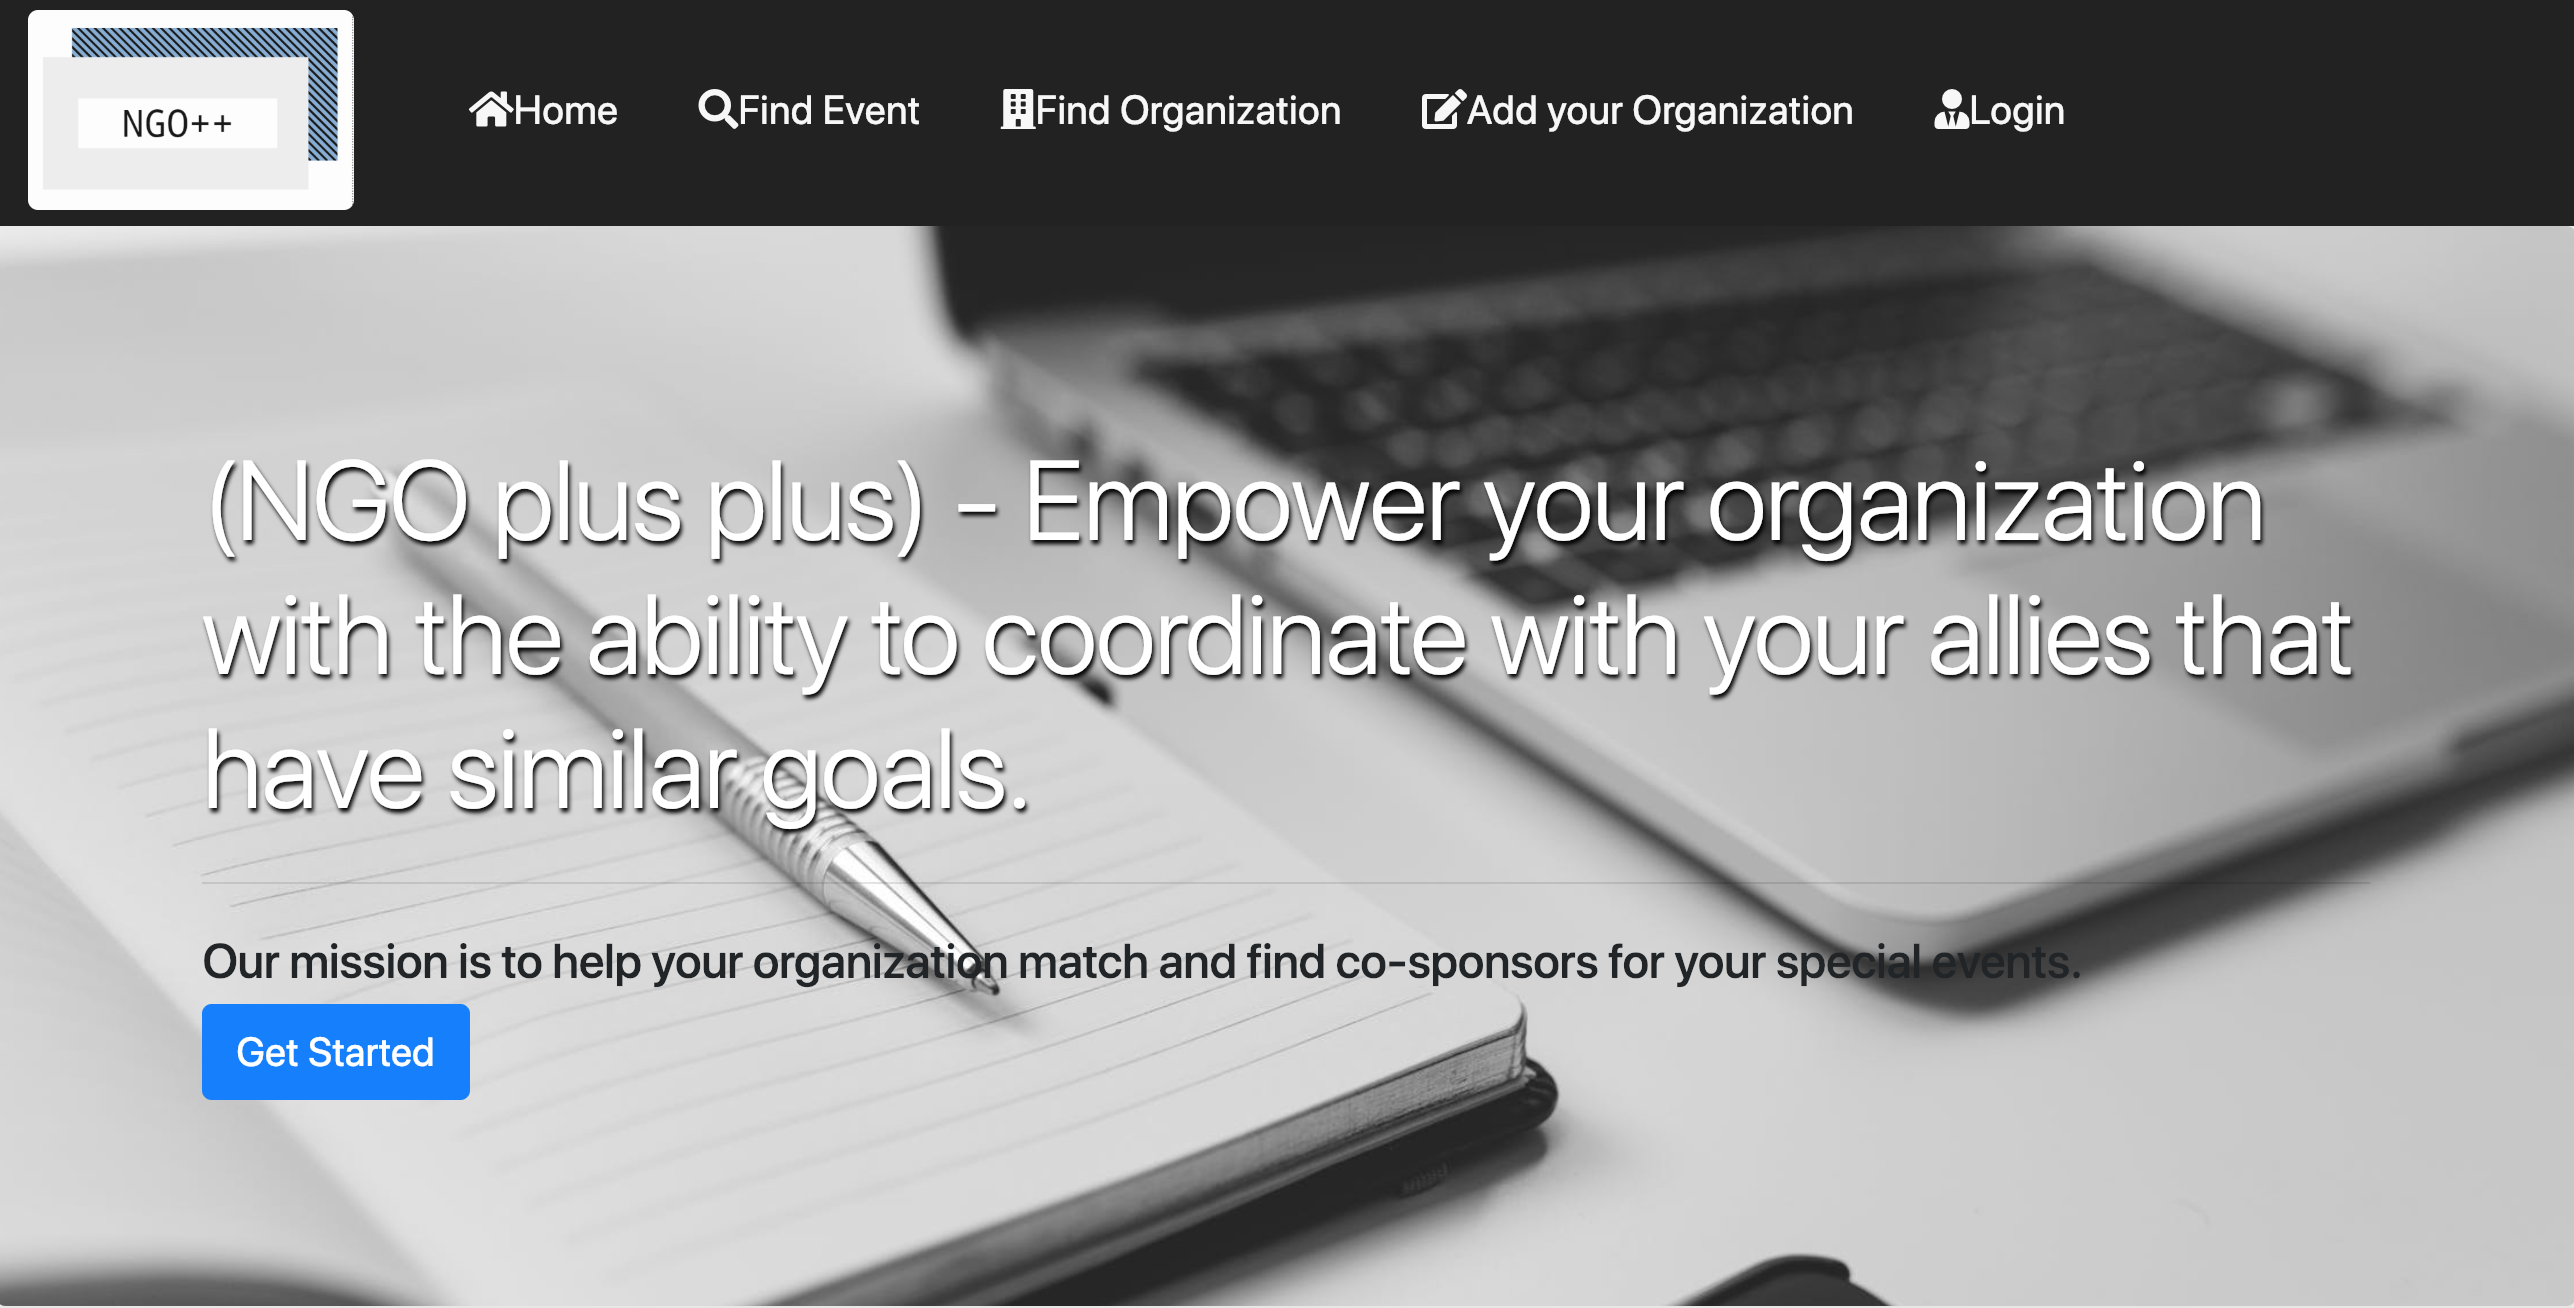 NGO++
Home
Find Event
Find Organization
Add your Organization
Login
(NGO plus plus) - Empower your organization
with the ability to coordinate with your allies that
have similar goals.
Our mission is to help your organization match and find co-sponsors for your special events.
Get Started